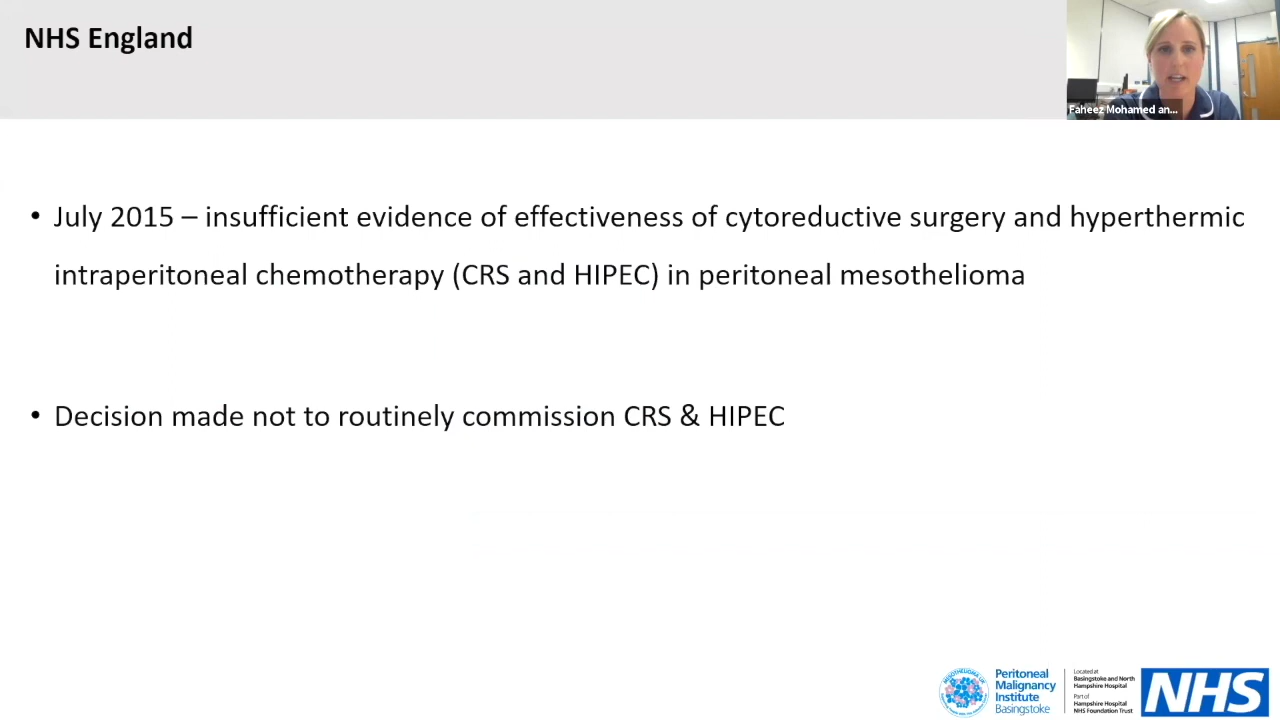 NHS England
Faheez Mohamed an...
• July 2015 – insufficient evidence of effectiveness of cytoreductive surgery and hyperthermic
intraperitoneal chemotherapy (CRS and HIPEC) in peritoneal mesothelioma
• Decision made not to routinely commission CRS & HIPEC
MESOTHELIOMA UK
Peritoneal
Malignancy
Institute
Basingstoke
Located at
Basingstoke and North
Hampshire Hospital
Part of
Hampshire Hospital
NHS Foundation Trust
NHS